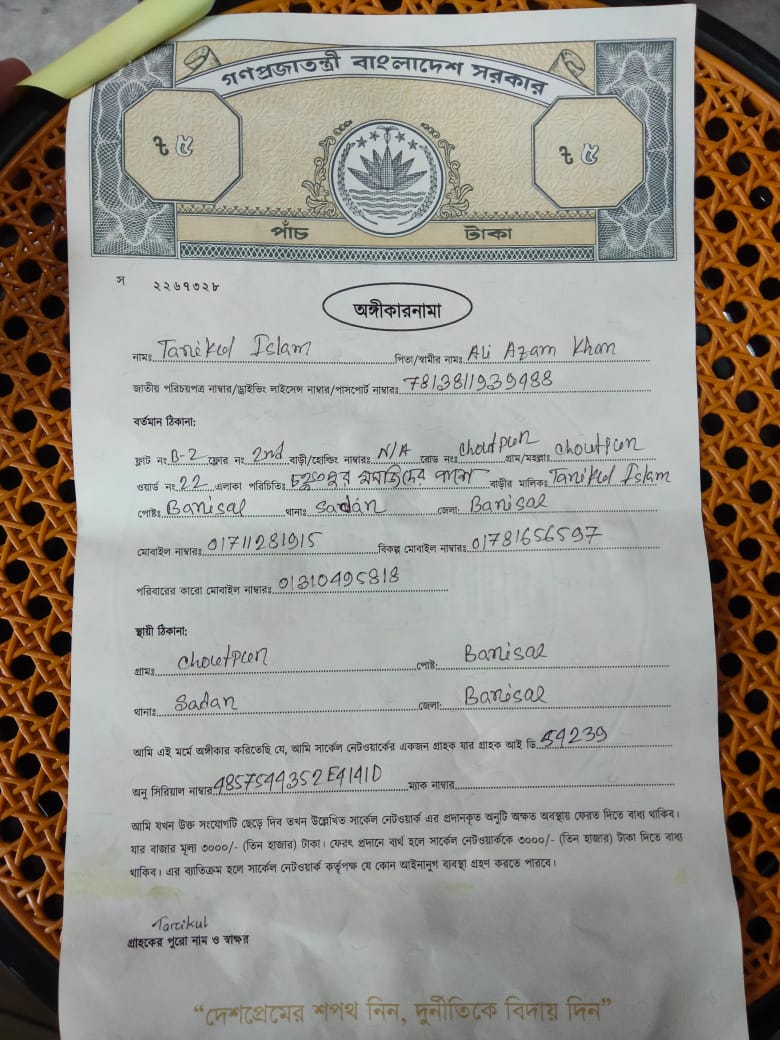 গণপ্রজাতন্ত্রী বাংলাদেশ সরকার
৳ ৫ ৳ ৫
পাঁচ টাকা
স ২২৬৭৩২৮
অঙ্গীকারনামা
নামঃ Tarikul Islam পিতা/স্বামীর নামঃ Ali Azam Khan
জাতীয় পরিচয়পত্র নাম্বার/ড্রাইভিং লাইসেন্স নাম্বার/পাসপোর্ট নাম্বারঃ 7813811939488
বর্তমান ঠিকানা:
ফ্লাট নং B-2 ফ্লোর নং 2nd বাড়ী/হোল্ডিং নাম্বারঃ N/A রোড নংঃ choutpur গ্রাম/মহল্লাঃ choutpur
ওয়ার্ড নং 22 এলাকা পরিচিতিঃ মসজিদের পাশে বাড়ীর মালিকঃ Tarikul Islam
পোষ্টঃ Barisal থানাঃ Sadar জেলা: Barisal
মোবাইল নাম্বারঃ 01711281915 বিকল্প মোবাইল নাম্বারঃ 01781656597
পরিবারের কারো মোবাইল নাম্বারঃ 01310495818
স্থায়ী ঠিকানা:
গ্রামঃ choutpur পোষ্ট: Barisal
থানাঃ Sadar জেলা: Barisal
আমি এই মর্মে অঙ্গীকার করিতেছি যে, আমি সার্কেল নেটওয়ার্কের একজন গ্রাহক যার গ্রাহক আই ডি 54239
অনু সিরিয়াল নাম্বার 4857544352E4141D ম্যাক নাম্বার
আমি যখন উক্ত সংযোগটি ছেড়ে দিব তখন উল্লেখিত সার্কেল নেটওয়ার্ক এর প্রদানকৃত অনুটি অক্ষত অবস্থায় ফেরত দিতে বাধ্য থাকিব।
যার বাজার মূল্য ৩০০০/- (তিন হাজার) টাকা। ফেরৎ প্রদানে ব্যর্থ হলে সার্কেল নেটওয়ার্ককে ৩০০০/- (তিন হাজার) টাকা দিতে বাধ্য
থাকিব। এর ব্যতিক্রম হলে সার্কেল নেটওয়ার্ক কর্তৃপক্ষ যে কোন আইনানুগ ব্যবস্থা গ্রহণ করতে পারবে।
Tarikul
গ্রাহকের পুরো নাম ও স্বাক্ষর
“দেশপ্রেমের শপথ নিন, দুর্নীতিকে বিদায় দিন”